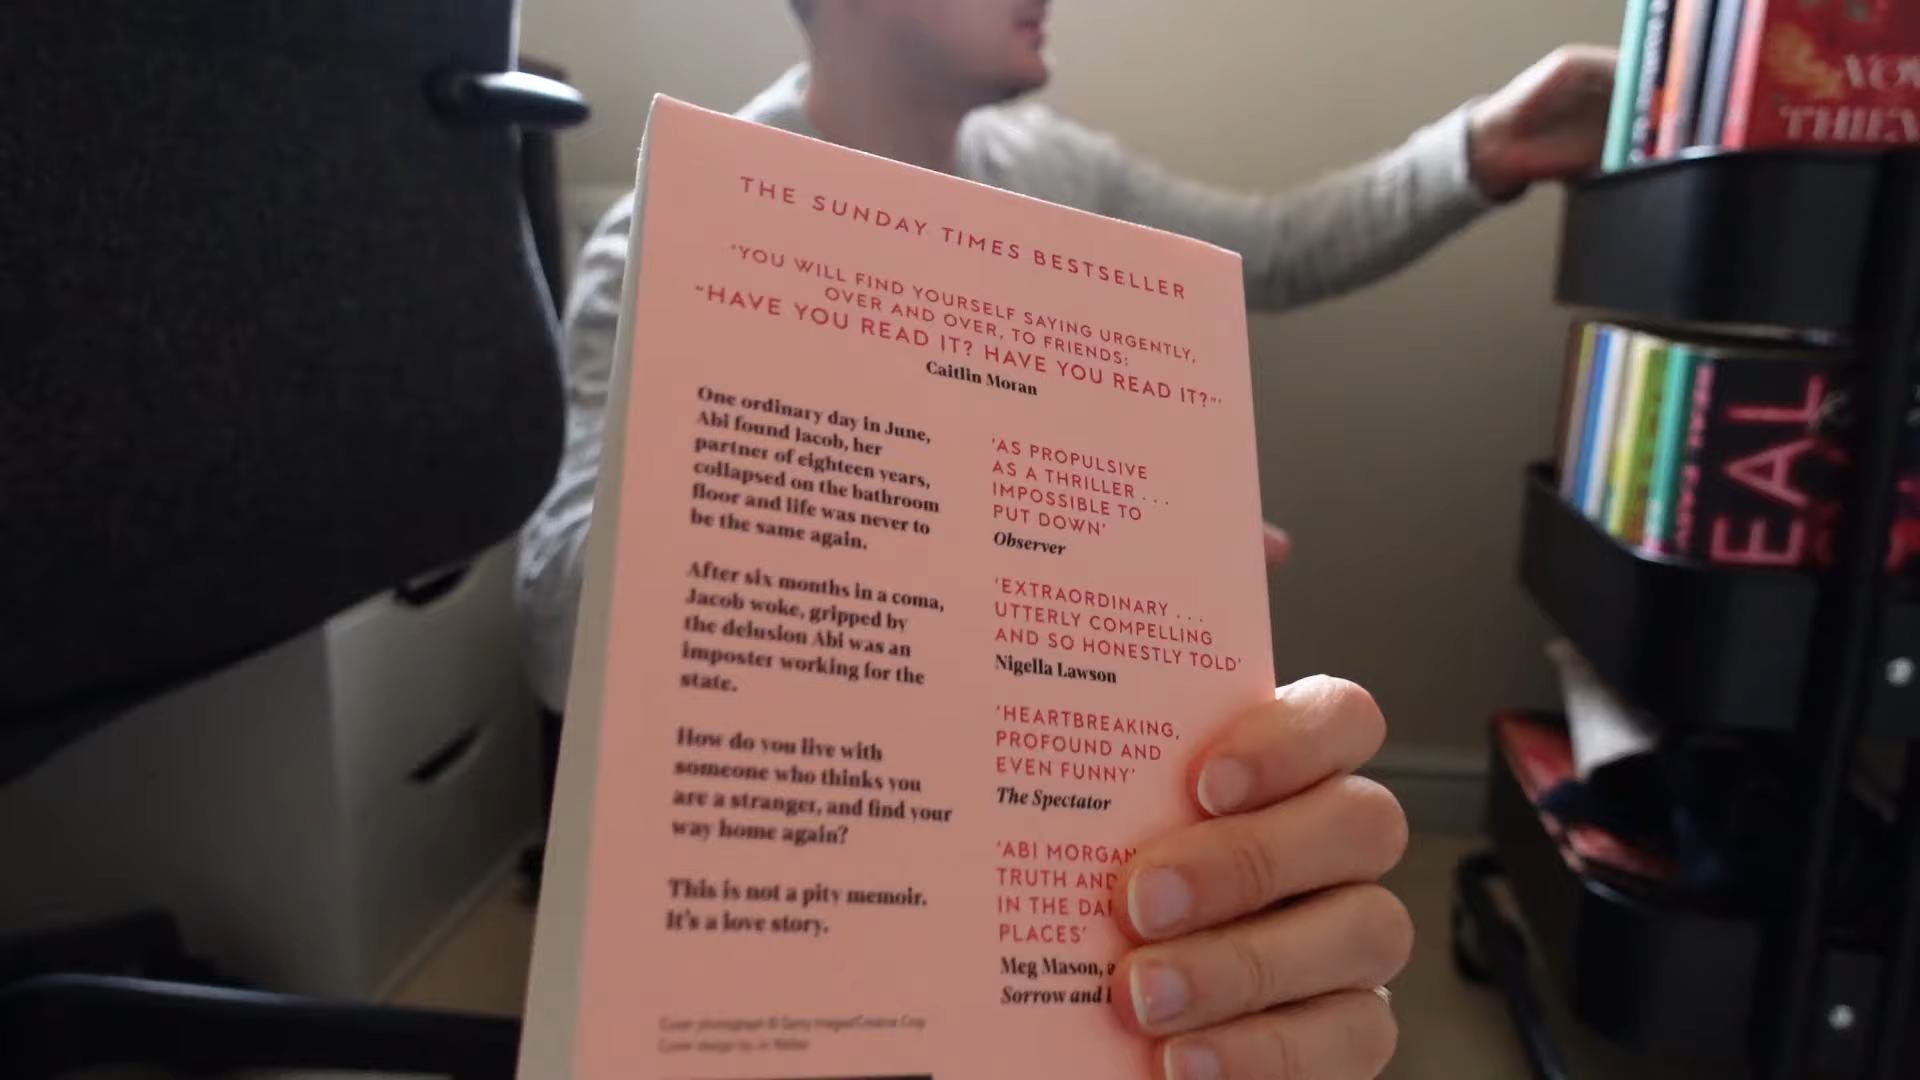 THE SUNDAY TIMES BESTSELLER
'YOU WILL FIND YOURSELF SAYING URGENTLY,
OVER AND OVER, TO FRIENDS:
"HAVE YOU READ IT? HAVE YOU READ IT?"'
Caitlin Moran
One ordinary day in June,
Abi found Jacob, her
partner of eighteen years,
collapsed on the bathroom
floor and life was never to
be the same again.
After six months in a coma,
Jacob woke, gripped by
the delusion Abi was an
imposter working for the
state.
How do you live with
someone who thinks you
are a stranger, and find your
way home again?
This is not a pity memoir.
It's a love story.
'AS PROPULSIVE
AS A THRILLER . . .
IMPOSSIBLE TO
PUT DOWN'
Observer
'EXTRAORDINARY . . .
UTTERLY COMPELLING
AND SO HONESTLY TOLD'
Nigella Lawson
'HEARTBREAKING,
PROFOUND AND
EVEN FUNNY'
The Spectator
'ABI MORGAN
TRUTH AND
IN THE
PLACES'
Meg Mason,
Sorrow and
Cover photograph © Getty Images/
Cover design by
EAL